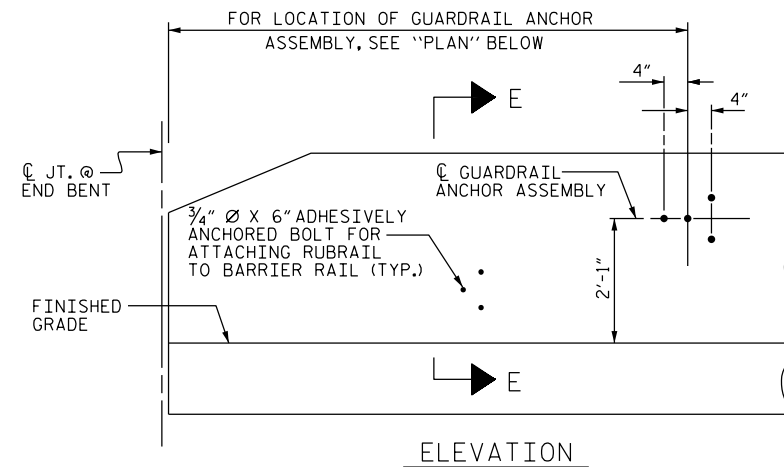 FOR LOCATION OF GUARDRAIL ANCHOR
ASSEMBLY, SEE "PLAN" BELOW
4"
4"
E
℄ JT. @
END BENT
℄ GUARDRAIL
ANCHOR ASSEMBLY
¾" Ø X 6" ADHESIVELY
ANCHORED BOLT FOR
ATTACHING RUBRAIL
TO BARRIER RAIL (TYP.)
2'-1"
FINISHED
GRADE
E
ELEVATION